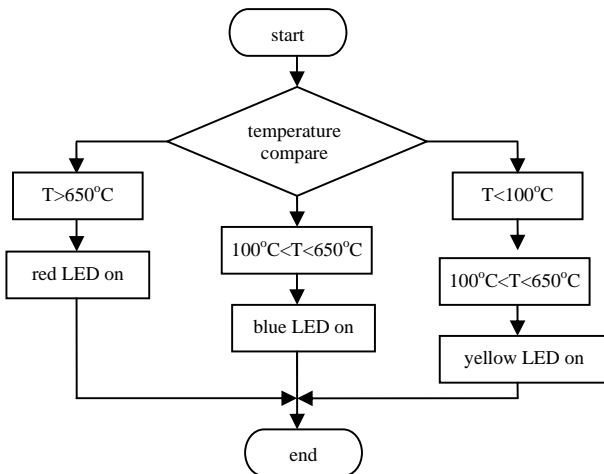 start
temperature
compare
T>650°C
red LED on
100°C<T<650°C
blue LED on
T<100°C
100°C<T<650°C
yellow LED on
end